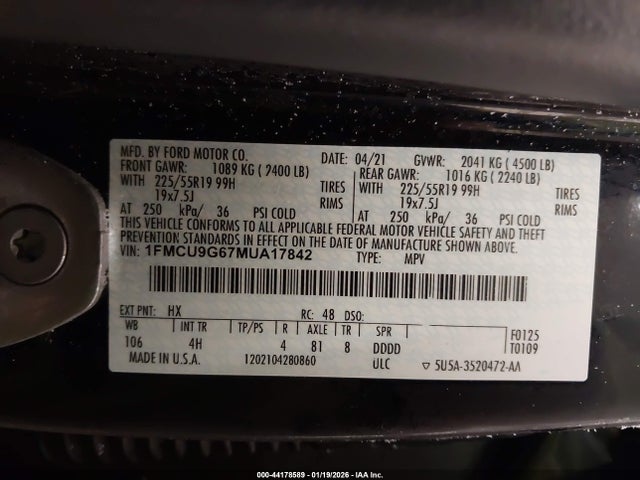 MFD. BY FORD MOTOR CO. DATE: 04/21 GVWR: 2041 KG ( 4500 LB)
FRONT GAWR: 1089 KG ( 2400 LB) REAR GAWR: 1016 KG ( 2240 LB)
WITH 225/55R19 99H TIRES WITH 225/55R19 99H TIRES
19x7.5J RIMS 19x7.5J RIMS
AT 250 kPa/ 36 PSI COLD AT 250 kPa/ 36 PSI COLD
THIS VEHICLE CONFORMS TO ALL APPLICABLE FEDERAL MOTOR VEHICLE SAFETY AND THEFT
PREVENTION STANDARDS IN EFFECT ON THE DATE OF MANUFACTURE SHOWN ABOVE.
VIN: 1FMCU9G67MUA17842 TYPE: MPV
EXT PNT: HX RC: 48 DSO:
WB INT TR TP/PS R AXLE TR SPR F0125
106 4H 4 81 8 DDDD T0109
MADE IN U.S.A. 1202104280860 ULC ▽ 5U5A-3520472-AA
000-44178589 - 01/19/2026 - IAA Inc.